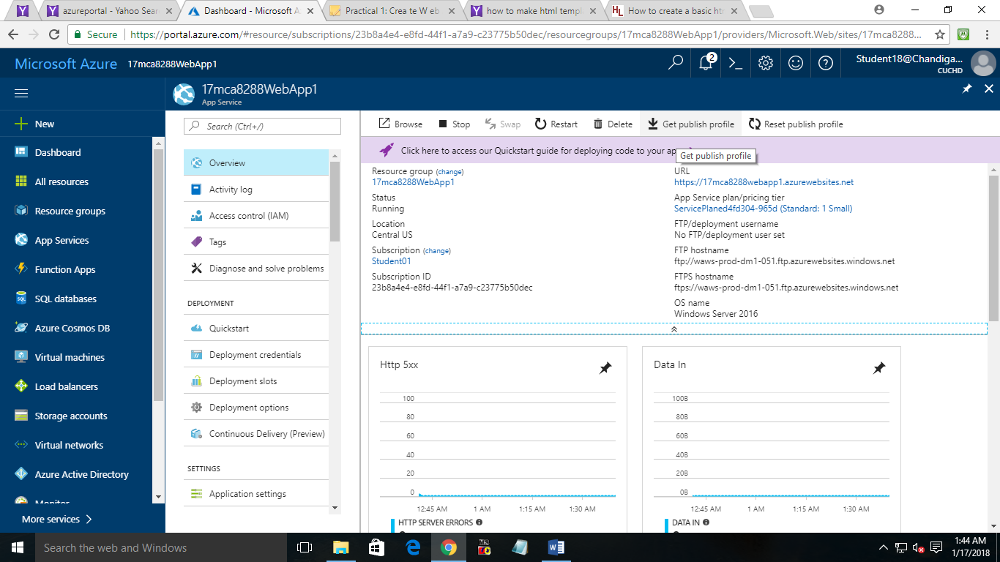 azureportal - Yahoo Sear
Dashboard - Microsoft A
Practical 1: Crea te W eb
how to make html templ
How to create a basic ht
Secure
https://portal.azure.com/#resource/subscriptions/23b8a4e4-e8fd-44f1-a7a9-c23775b50dec/resourcegroups/17mca8288WebApp1/providers/Microsoft.Web/sites/17mca8288...
Microsoft Azure 17mca8288WebApp1
2
Student18@Chandiga...
CUCHD
New
Dashboard
All resources
Resource groups
App Services
Function Apps
SQL databases
Azure Cosmos DB
Virtual machines
Load balancers
Storage accounts
Virtual networks
Azure Active Directory
Monitor
More services
17mca8288WebApp1
App Service
Search (Ctrl+/)
Overview
Activity log
Access control (IAM)
Tags
Diagnose and solve problems
DEPLOYMENT
Quickstart
Deployment credentials
Deployment slots
Deployment options
Continuous Delivery (Preview)
SETTINGS
Application settings
Browse Stop Swap Restart Delete Get publish profile Reset publish profile
Click here to access our Quickstart guide for deploying code to your ap
Get publish profile
Resource group (change)
17mca8288WebApp1
Status
Running
Location
Central US
Subscription (change)
Student01
Subscription ID
23b8a4e4-e8fd-44f1-a7a9-c23775b50dec
URL
https://17mca8288webapp1.azurewebsites.net
App Service plan/pricing tier
ServicePlaned4fd304-965d (Standard: 1 Small)
FTP/deployment username
No FTP/deployment user set
FTP hostname
ftp://waws-prod-dm1-051.ftp.azurewebsites.windows.net
FTPS hostname
ftps://waws-prod-dm1-051.ftp.azurewebsites.windows.net
OS name
Windows Server 2016
Http 5xx
100
80
60
40
20
0
12:45 AM 1 AM 1:15 AM 1:30 AM
HTTP SERVER ERRORS
Data In
100B
80B
60B
40B
20B
0B
12:45 AM 1 AM 1:15 AM 1:30 AM
DATA IN
Search the web and Windows
1:44 AM
1/17/2018